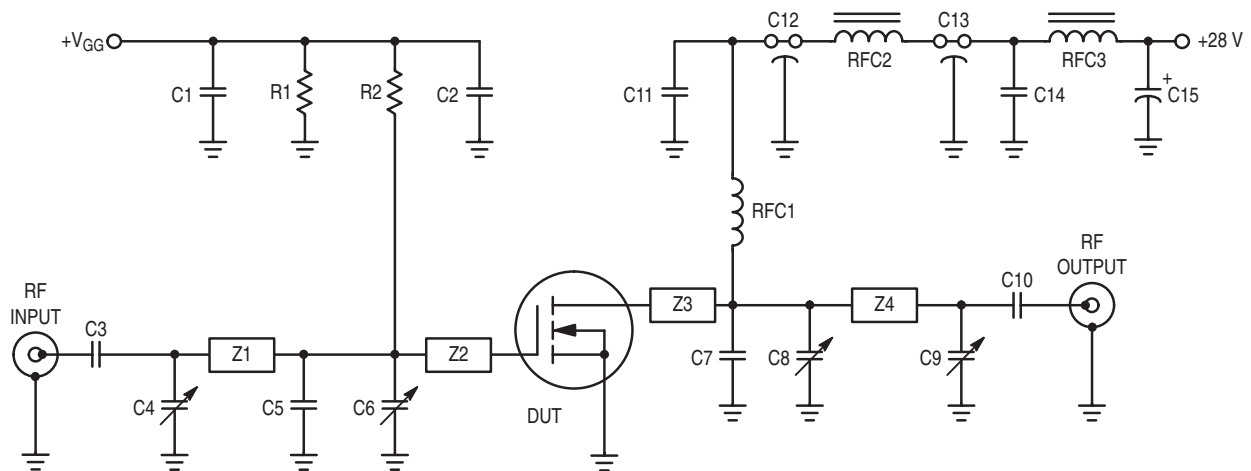 +VGG
C1
R1
R2
C2
C11
C12
RFC2
C13
C14
RFC3
+28 V
+
C15
RFC1
RF
INPUT
C3
C4
Z1
C5
C6
Z2
DUT
Z3
C7
C8
Z4
C9
C10
RF
OUTPUT